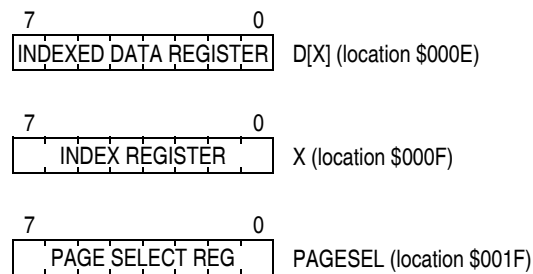 7 0
INDEXED DATA REGISTER D[X] (location $000E)
7 0
INDEX REGISTER X (location $000F)
7 0
PAGE SELECT REG PAGESEL (location $001F)